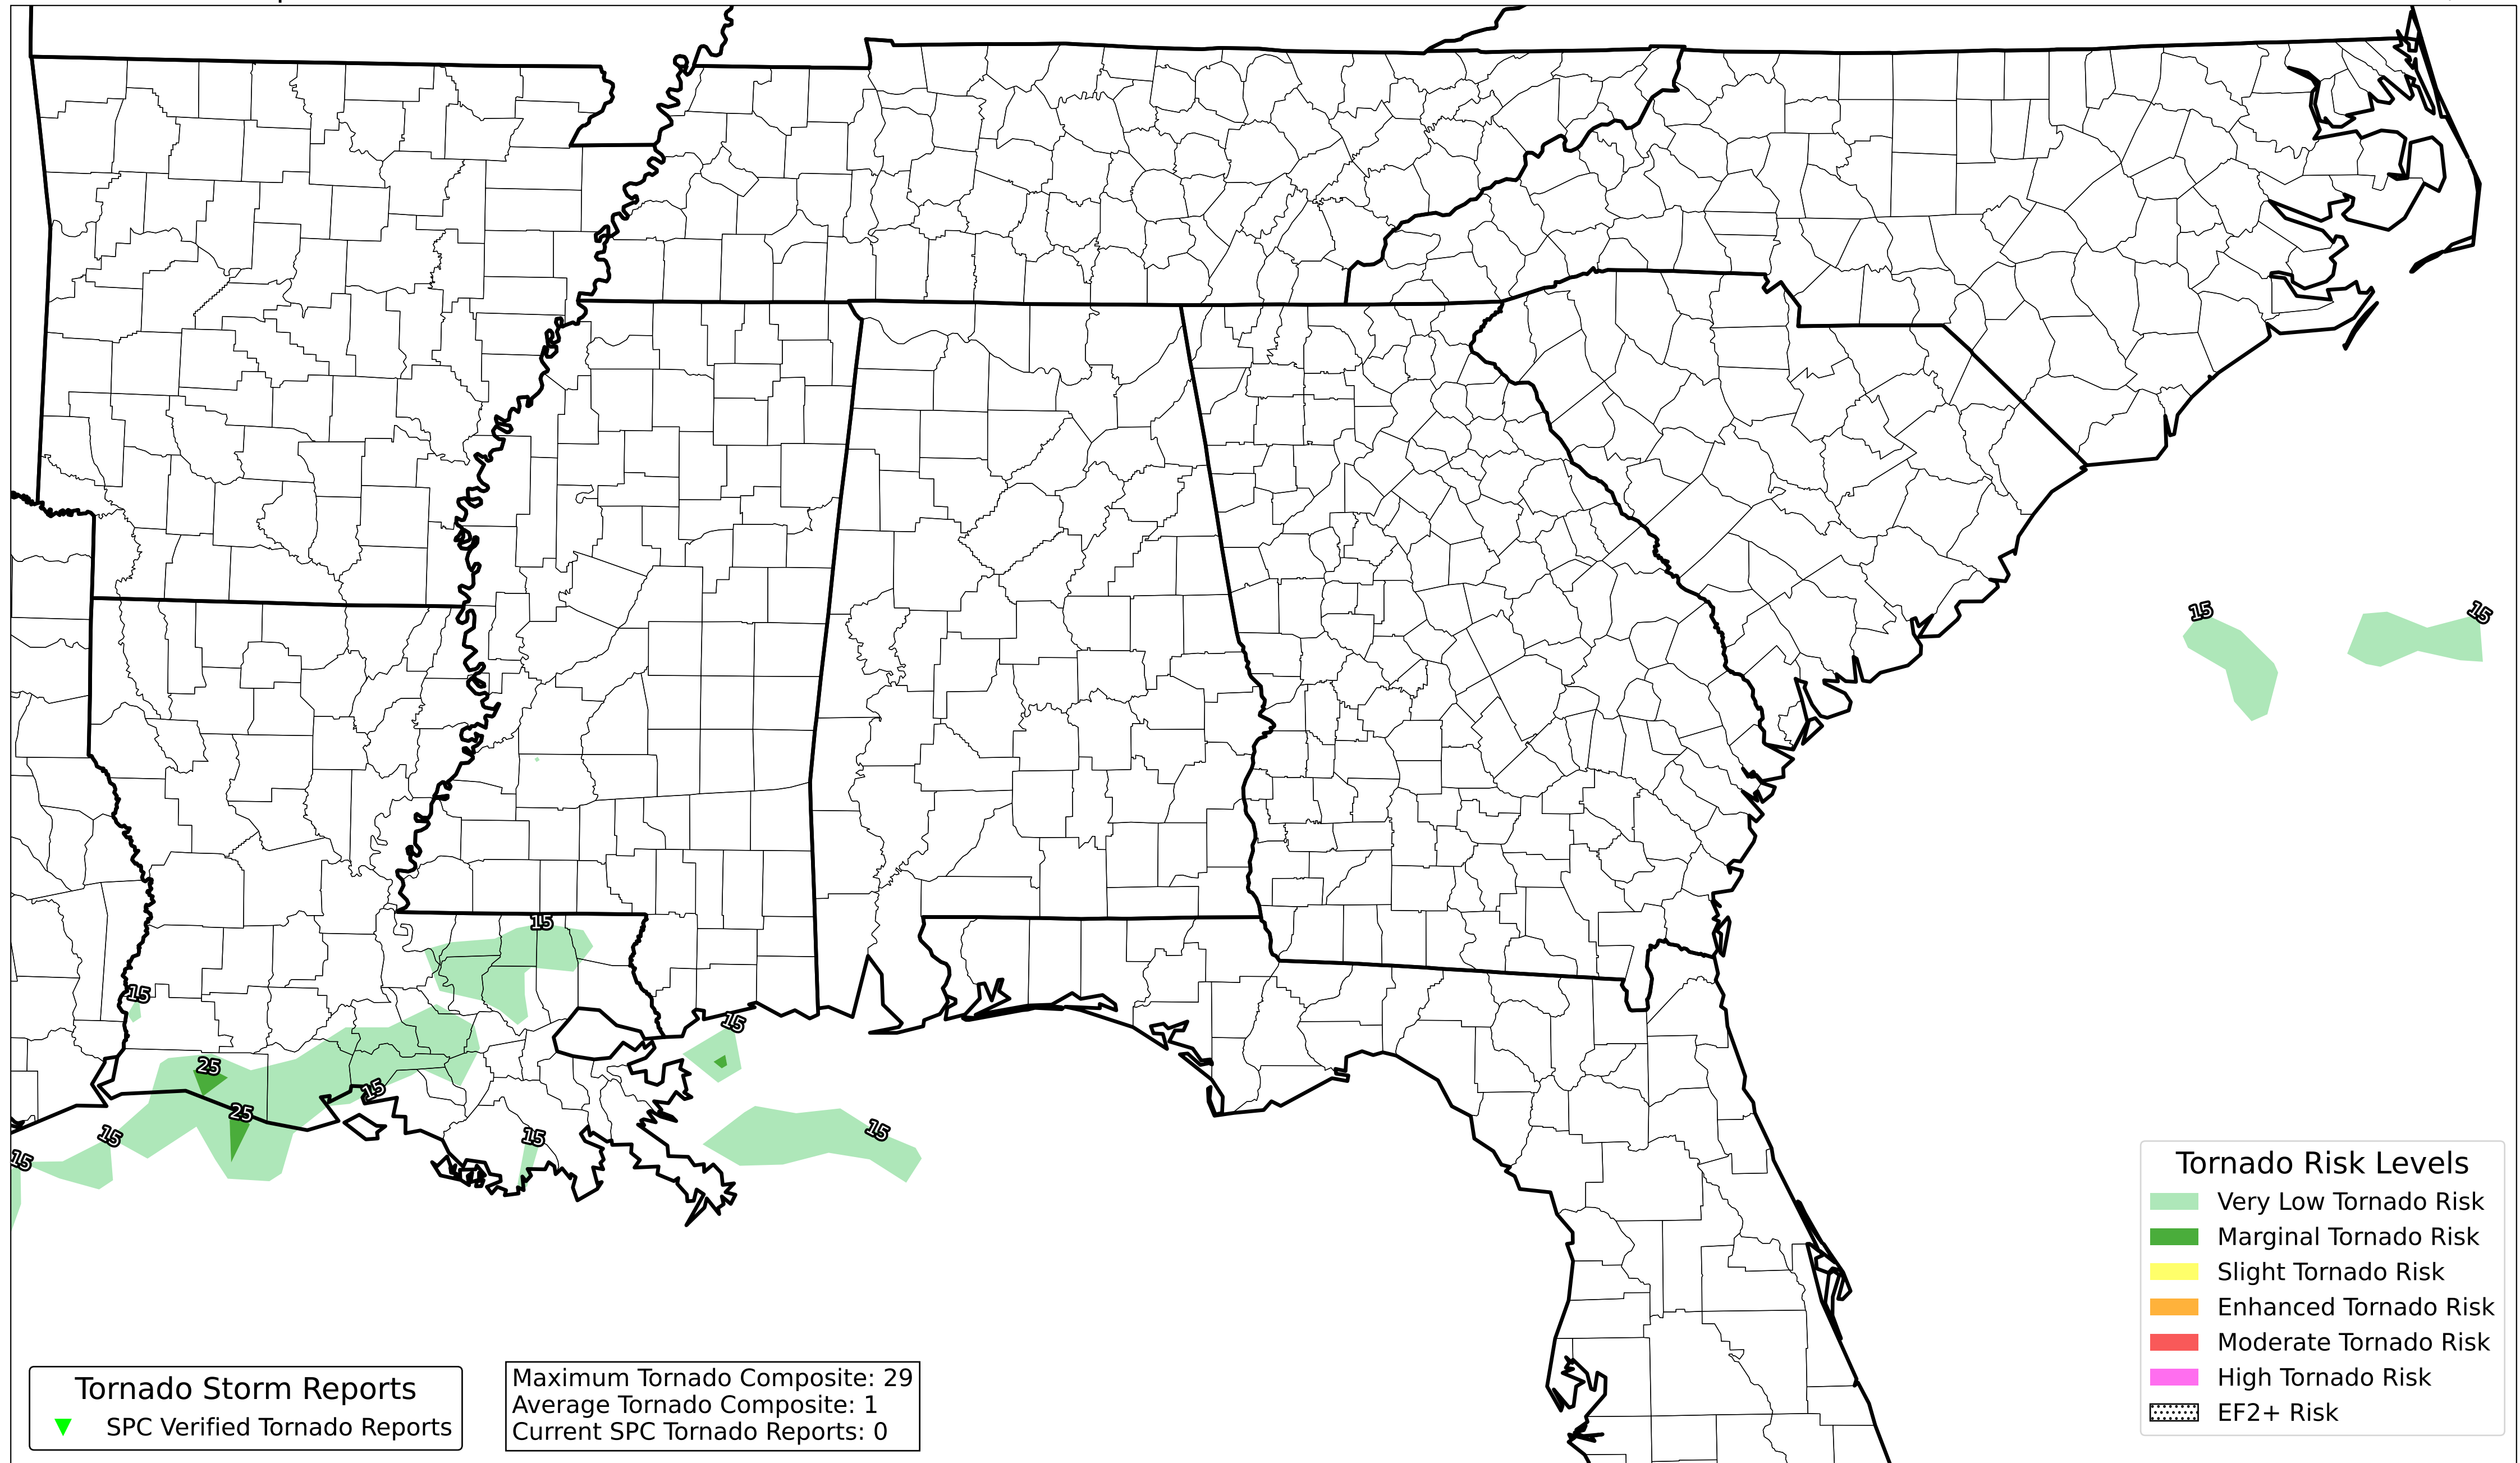 15
15
15
15
15
25
15
25
15
15
15
15
Tornado Risk Levels
Very Low Tornado Risk
Marginal Tornado Risk
Slight Tornado Risk
Enhanced Tornado Risk
Moderate Tornado Risk
High Tornado Risk
EF2+ Risk
Tornado Storm Reports
SPC Verified Tornado Reports
Maximum Tornado Composite: 29
Average Tornado Composite: 1
Current SPC Tornado Reports: 0